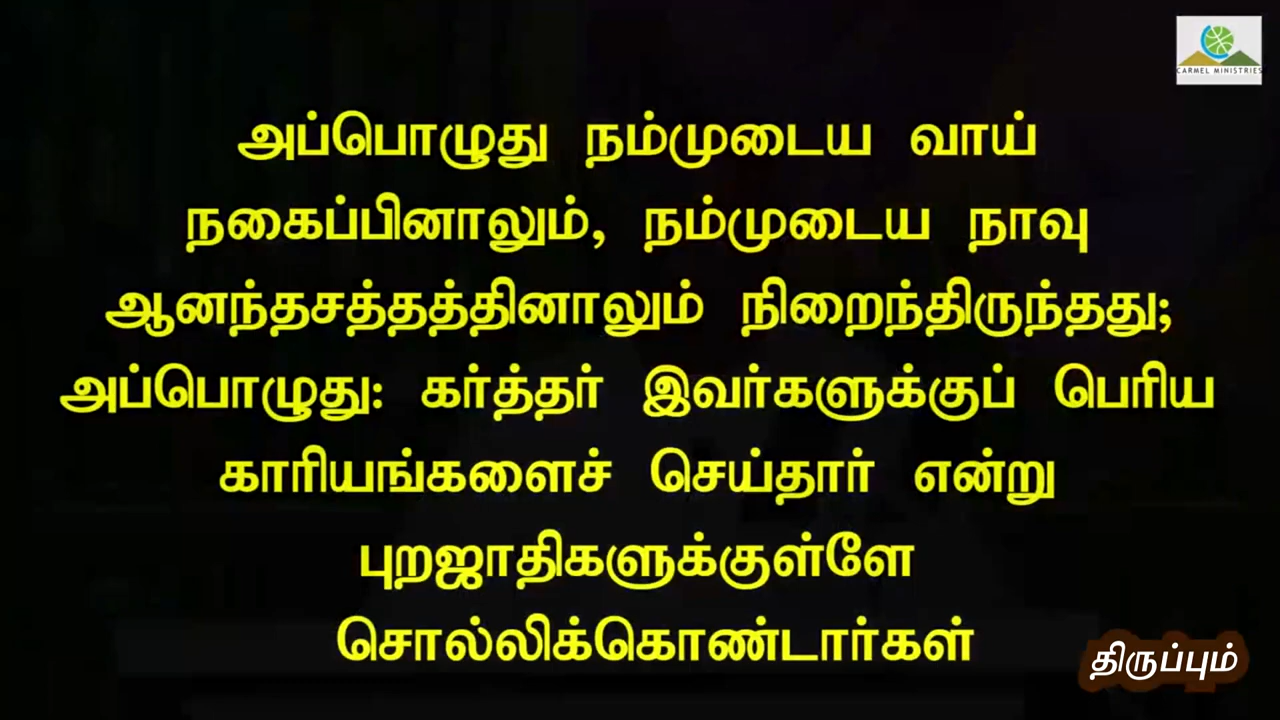 CARMEL MINISTRIES
அப்பொழுது நம்முடைய வாய்
நகைப்பினாலும், நம்முடைய நாவு
ஆனந்தசத்தத்தினாலும் நிறைந்திருந்தது;
அப்பொழுது: கர்த்தர் இவர்களுக்குப் பெரிய
காரியங்களைச் செய்தார் என்று
புறஜாதிகளுக்குள்ளே
சொல்லிக்கொண்டார்கள்
திருப்பும்